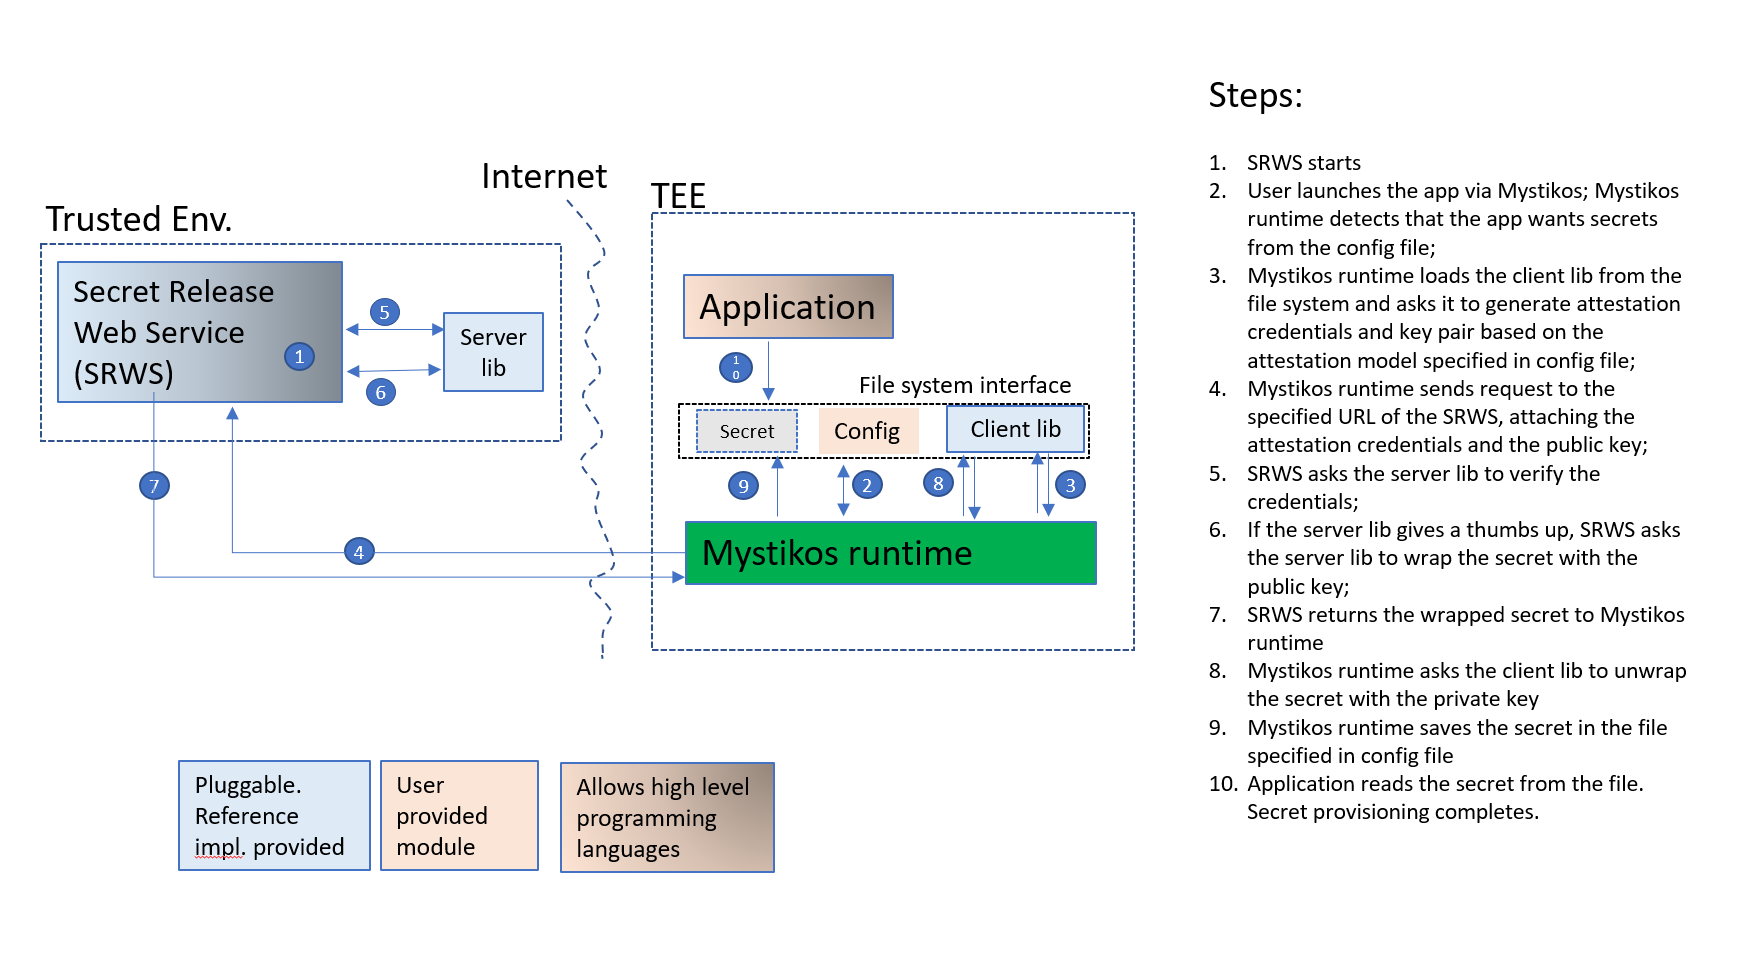 Steps:
1. SRWS starts
2. User launches the app via Mystikos; Mystikos
runtime detects that the app wants secrets
from the config file;
3. Mystikos runtime loads the client lib from the
file system and asks it to generate attestation
credentials and key pair based on the
attestation model specified in config file;
4. Mystikos runtime sends request to the
specified URL of the SRWS, attaching the
attestation credentials and the public key;
5. SRWS asks the server lib to verify the
credentials;
6. If the server lib gives a thumbs up, SRWS asks
the server lib to wrap the secret with the
public key;
7. SRWS returns the wrapped secret to Mystikos
runtime
8. Mystikos runtime asks the client lib to unwrap
the secret with the private key
9. Mystikos runtime saves the secret in the file
specified in config file
10. Application reads the secret from the file.
Secret provisioning completes.
Internet
Trusted Env.
Secret Release
Web Service
(SRWS)
1
5
6
Server
lib
7
4
TEE
Application
1
0
File system interface
Secret
Config
Client lib
9
2
8
3
Mystikos runtime
Pluggable.
Reference
impl. provided
User
provided
module
Allows high level
programming
languages